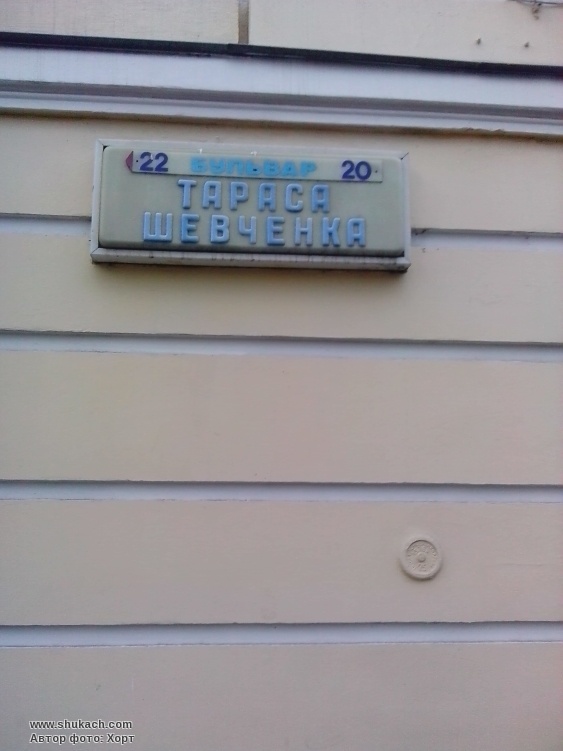 22 БУЛЬВАР 20
ТАРАСА
ШЕВЧЕНКА
www.shukach.com
Автор фото: Хорт